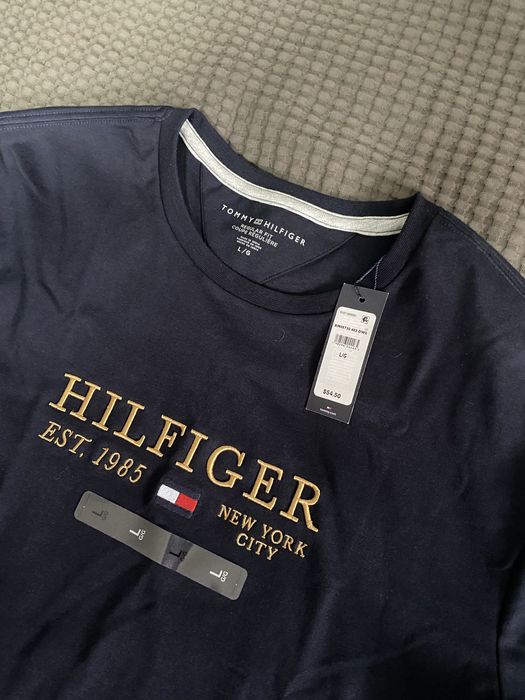 TOMMY HILFIGER
REGULAR FIT
COUPE RÉGULIÈRE
L/G
L/G
$54.50
HILFIGER
EST. 1985
NEW YORK
CITY
L
L
L
L